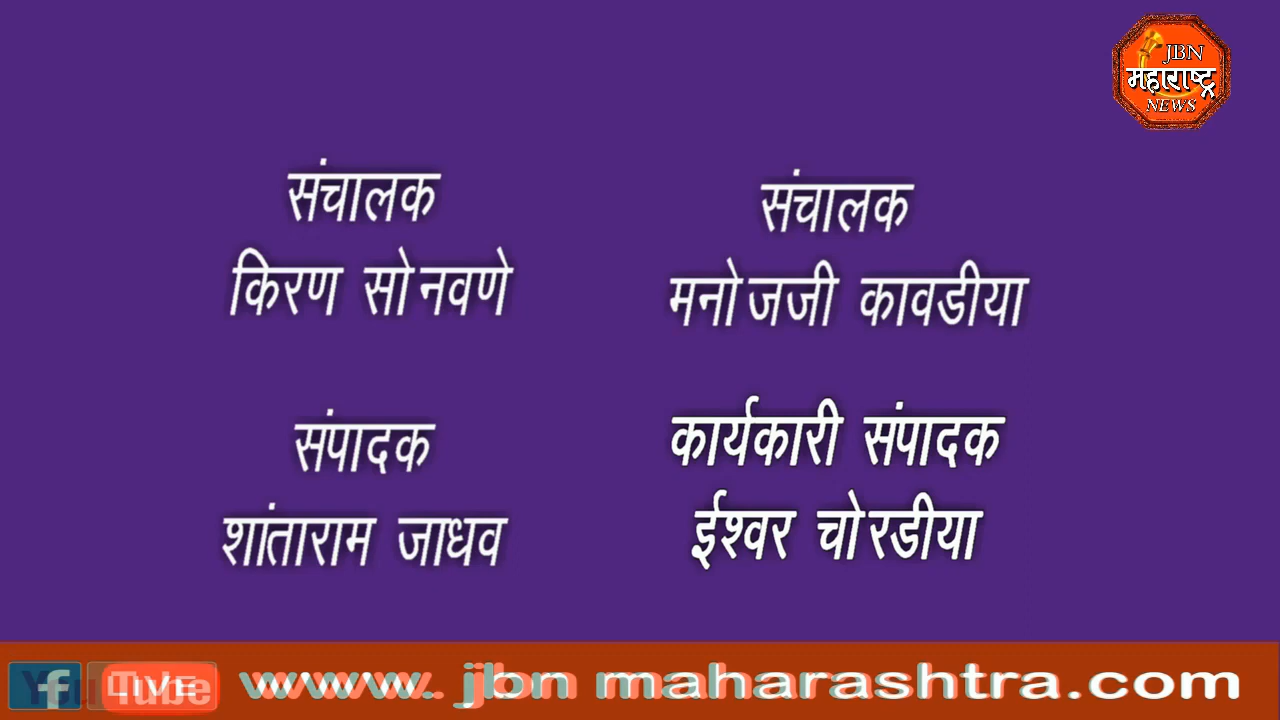 JBN
महाराष्ट्र
NEWS
संचालक
किरण सोनवणे
संचालक
मनोजजी कावडीया
संपादक
शांताराम जाधव
कार्यकारी संपादक
ईश्वर चोरडीया
f LIVE YouTube www.jbn maharashtra.com